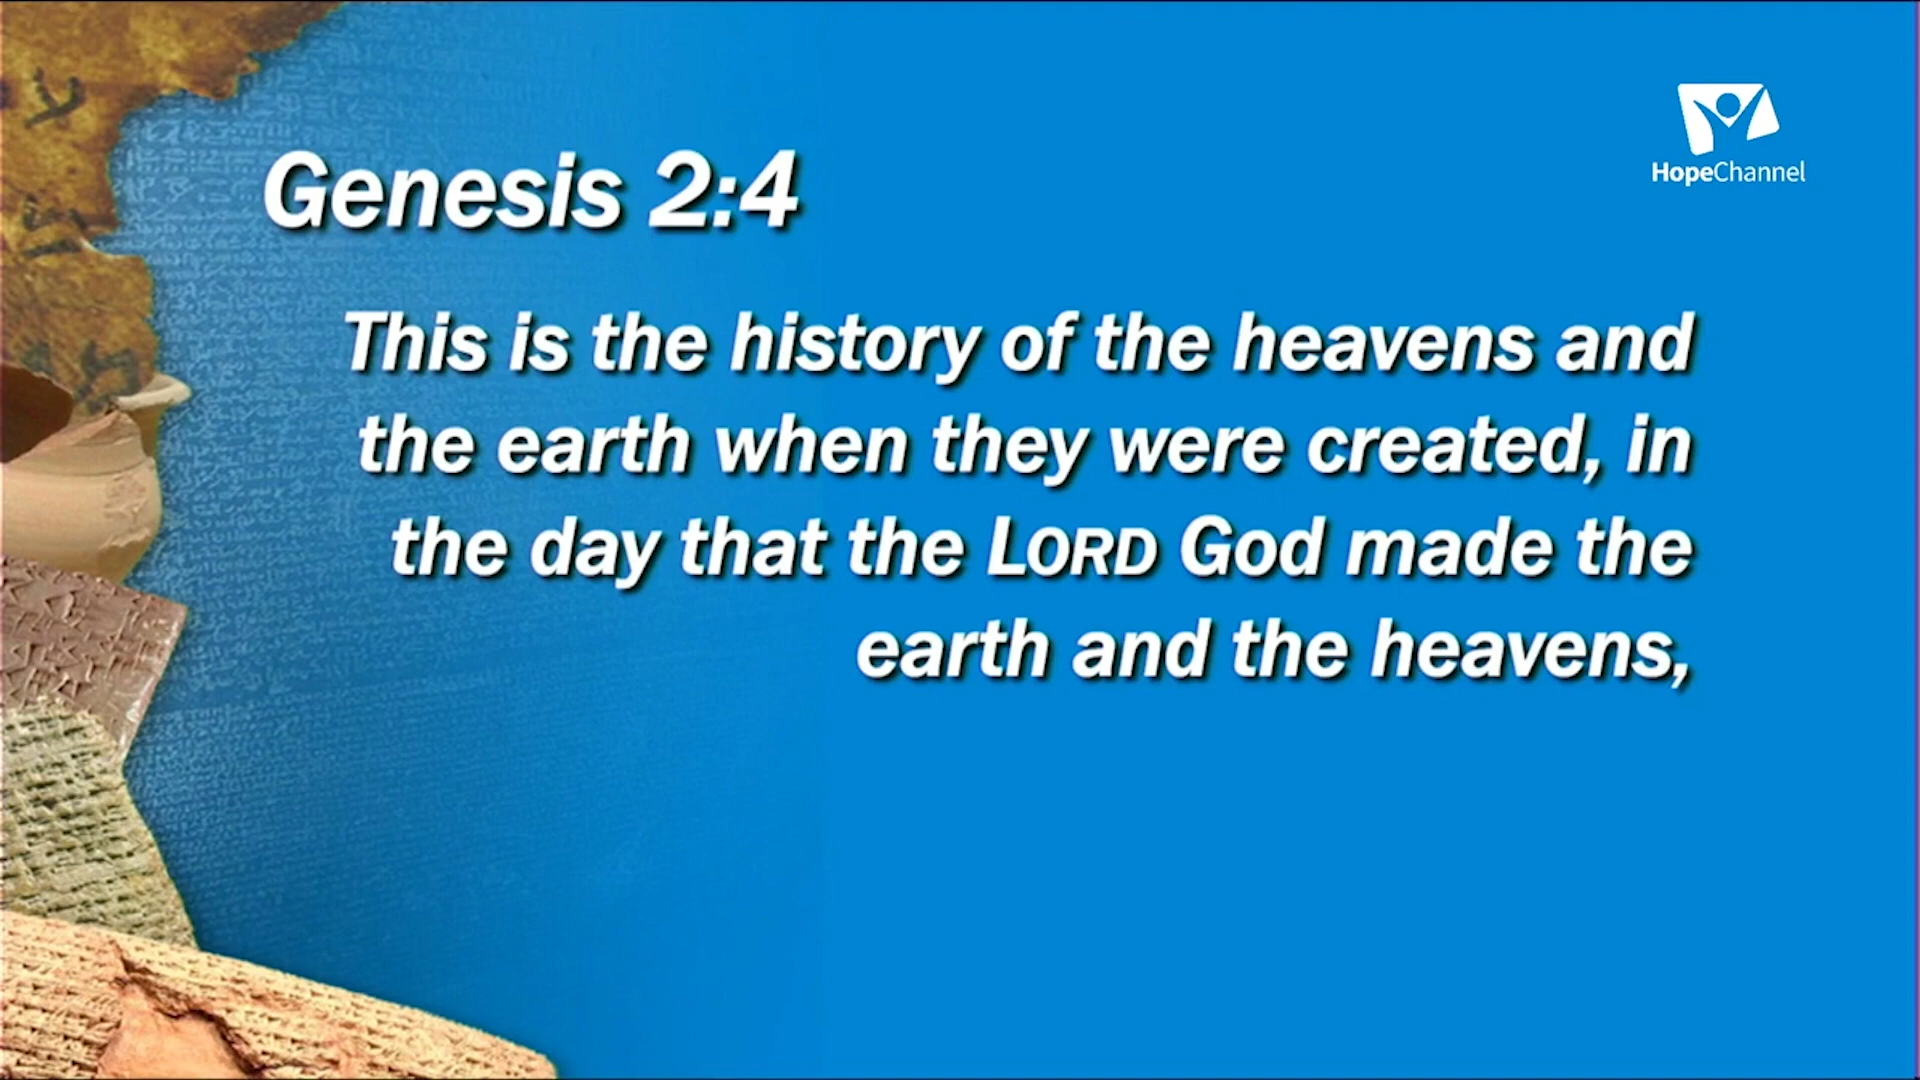 HopeChannel
Genesis 2:4
This is the history of the heavens and
the earth when they were created, in
the day that the LORD God made the
earth and the heavens,